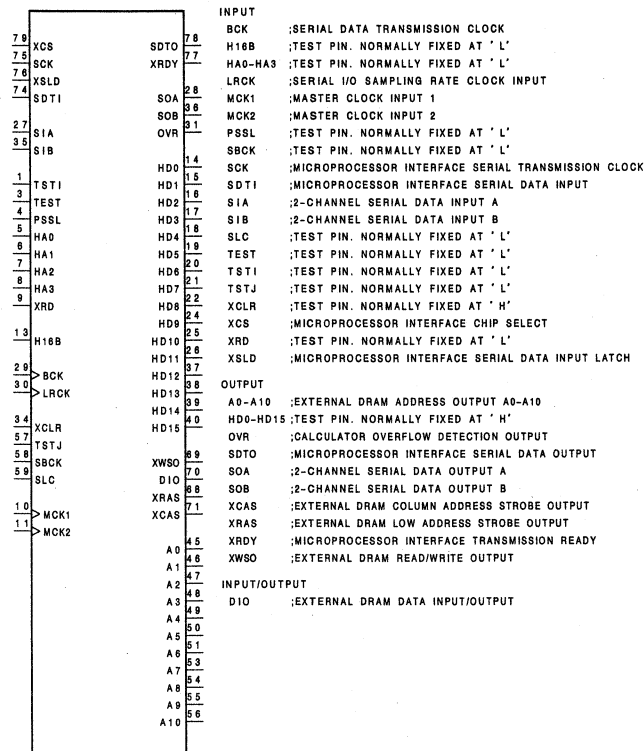 79 XCS
75 SCK
76 XSLD
74 SDTI
27 SIA
35 SIB
1 TSTI
3 TEST
4 PSSL
5 HA0
6 HA1
7 HA2
8 HA3
9 XRD
13 H16B
29 BCK
30 LRCK
34 XCLR
57 TSTJ
58 SBCK
59 SLC
10 MCK1
11 MCK2
SDTO 78
XRDY 77
SOA 28
SOB 36
OVR 31
HD0 14
HD1 15
HD2 16
HD3 17
HD4 18
HD5 19
HD6 20
HD7 21
HD8 22
HD9 24
HD10 25
HD11 26
HD12 37
HD13 38
HD14 39
HD15 40
XWSO 69
DIO 70
XRAS 68
XCAS 71
A0 45
A1 46
A2 47
A3 48
A4 49
A5 50
A6 51
A7 53
A8 54
A9 55
A10 56
INPUT
BCK ;SERIAL DATA TRANSMISSION CLOCK
H16B ;TEST PIN. NORMALLY FIXED AT ' L'
HA0-HA3 ;TEST PIN. NORMALLY FIXED AT ' L'
LRCK ;SERIAL I/O SAMPLING RATE CLOCK INPUT
MCK1 ;MASTER CLOCK INPUT 1
MCK2 ;MASTER CLOCK INPUT 2
PSSL ;TEST PIN. NORMALLY FIXED AT ' L'
SBCK ;TEST PIN. NORMALLY FIXED AT ' L'
SCK ;MICROPROCESSOR INTERFACE SERIAL TRANSMISSION CLOCK
SDTI ;MICROPROCESSOR INTERFACE SERIAL DATA INPUT
SIA ;2-CHANNEL SERIAL DATA INPUT A
SIB ;2-CHANNEL SERIAL DATA INPUT B
SLC ;TEST PIN. NORMALLY FIXED AT ' L'
TEST ;TEST PIN. NORMALLY FIXED AT ' L'
TSTI ;TEST PIN. NORMALLY FIXED AT ' L'
TSTJ ;TEST PIN. NORMALLY FIXED AT ' L'
XCLR ;TEST PIN. NORMALLY FIXED AT ' H'
XCS ;MICROPROCESSOR INTERFACE CHIP SELECT
XRD ;TEST PIN. NORMALLY FIXED AT ' L'
XSLD ;MICROPROCESSOR INTERFACE SERIAL DATA INPUT LATCH
OUTPUT
A0-A10 ;EXTERNAL DRAM ADDRESS OUTPUT A0-A10
HD0-HD15 ;TEST PIN. NORMALLY FIXED AT ' H'
OVR ;CALCULATOR OVERFLOW DETECTION OUTPUT
SDTO ;MICROPROCESSOR INTERFACE SERIAL DATA OUTPUT
SOA ;2-CHANNEL SERIAL DATA OUTPUT A
SOB ;2-CHANNEL SERIAL DATA OUTPUT B
XCAS ;EXTERNAL DRAM COLUMN ADDRESS STROBE OUTPUT
XRAS ;EXTERNAL DRAM LOW ADDRESS STROBE OUTPUT
XRDY ;MICROPROCESSOR INTERFACE TRANSMISSION READY
XWSO ;EXTERNAL DRAM READ/WRITE OUTPUT
INPUT/OUTPUT
DIO ;EXTERNAL DRAM DATA INPUT/OUTPUT